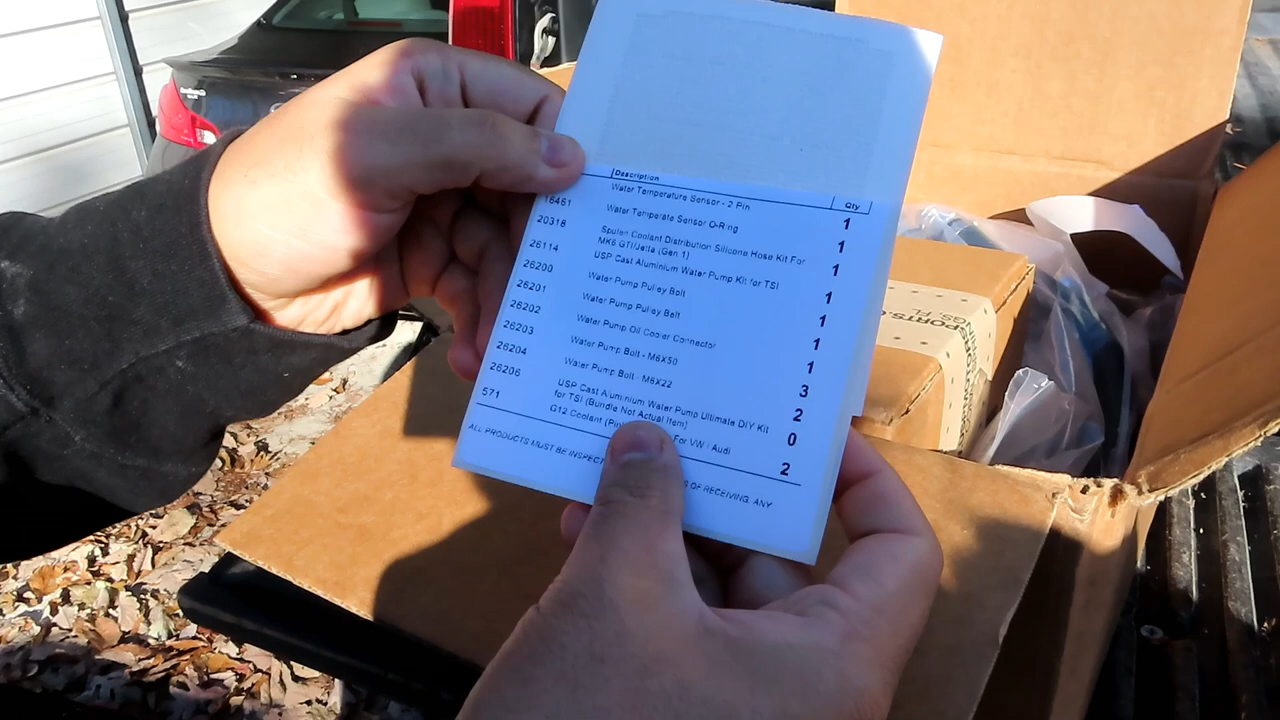 Description Qty
Water Temperature Sensor - 2 Pin 1
16461 Water Temperate Sensor O-Ring 1
20318 Spulen Coolant Distribution Silicone Hose Kit For 1
MK6 GTI/Jetta (Gen 1)
26114 USP Cast Aluminium Water Pump Kit for TSI 1
26200 Water Pump Pulley Bolt 1
26201 Water Pump Pulley Bolt 1
26202 Water Pump Oil Cooler Connector 1
26203 Water Pump Bolt - M6X50 3
26204 Water Pump Bolt - M6X22 2
26206 USP Cast Aluminium Water Pump Ultimate DIY Kit 0
for TSI (Bundle Not Actual Item)
571 G12 Coolant (Pin For VW / Audi 2
ALL PRODUCTS MUST BE INSPECT OF RECEIVING. ANY
PORTS.
GS, FL